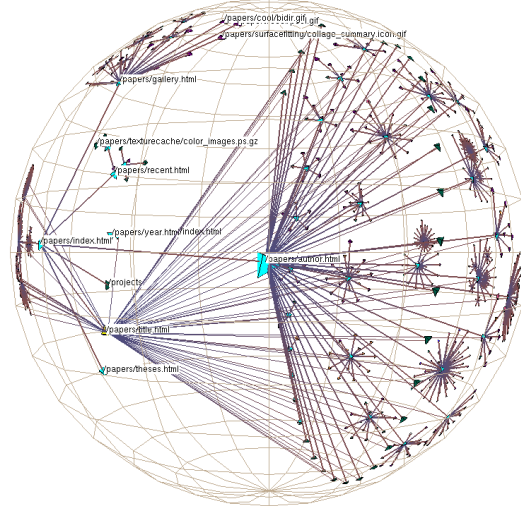 /papers/cool/bidir.gif
.gif
/papers/surfacefitting/collage_summary.icon.gif
/papers/gallery.html
/papers/texturecache/color_images.ps.gz
/papers/recent.html
/papers/year.html
/index.html
/papers/index.html
/papers/author.html
projects
/papers/title.html
/papers/theses.html